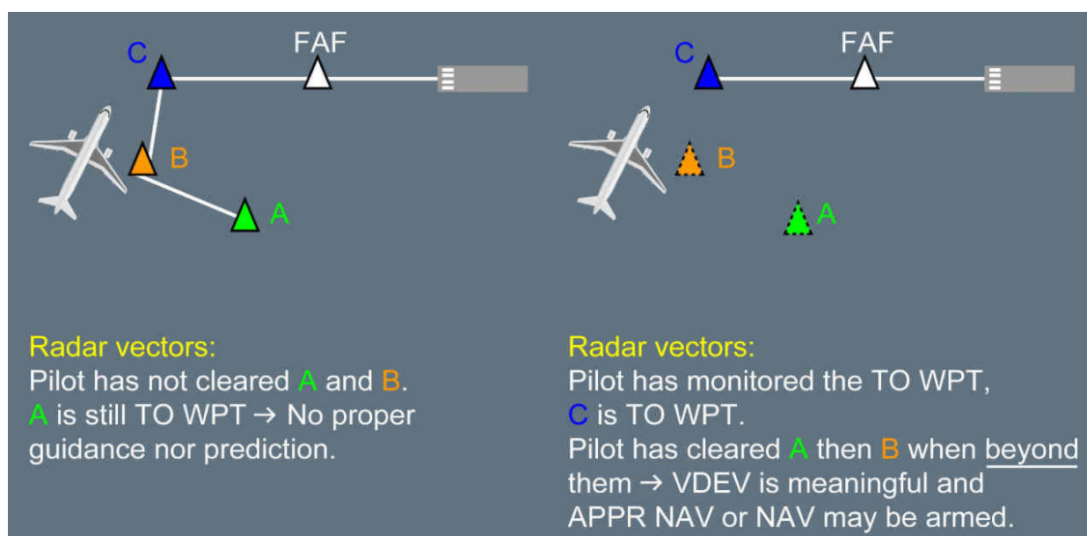 C
FAF
B
A
Radar vectors:
Pilot has not cleared A and B.
A is still TO WPT → No proper
guidance nor prediction.
C
FAF
B
A
Radar vectors:
Pilot has monitored the TO WPT,
C is TO WPT.
Pilot has cleared A then B when beyond
them → VDEV is meaningful and
APPR NAV or NAV may be armed.